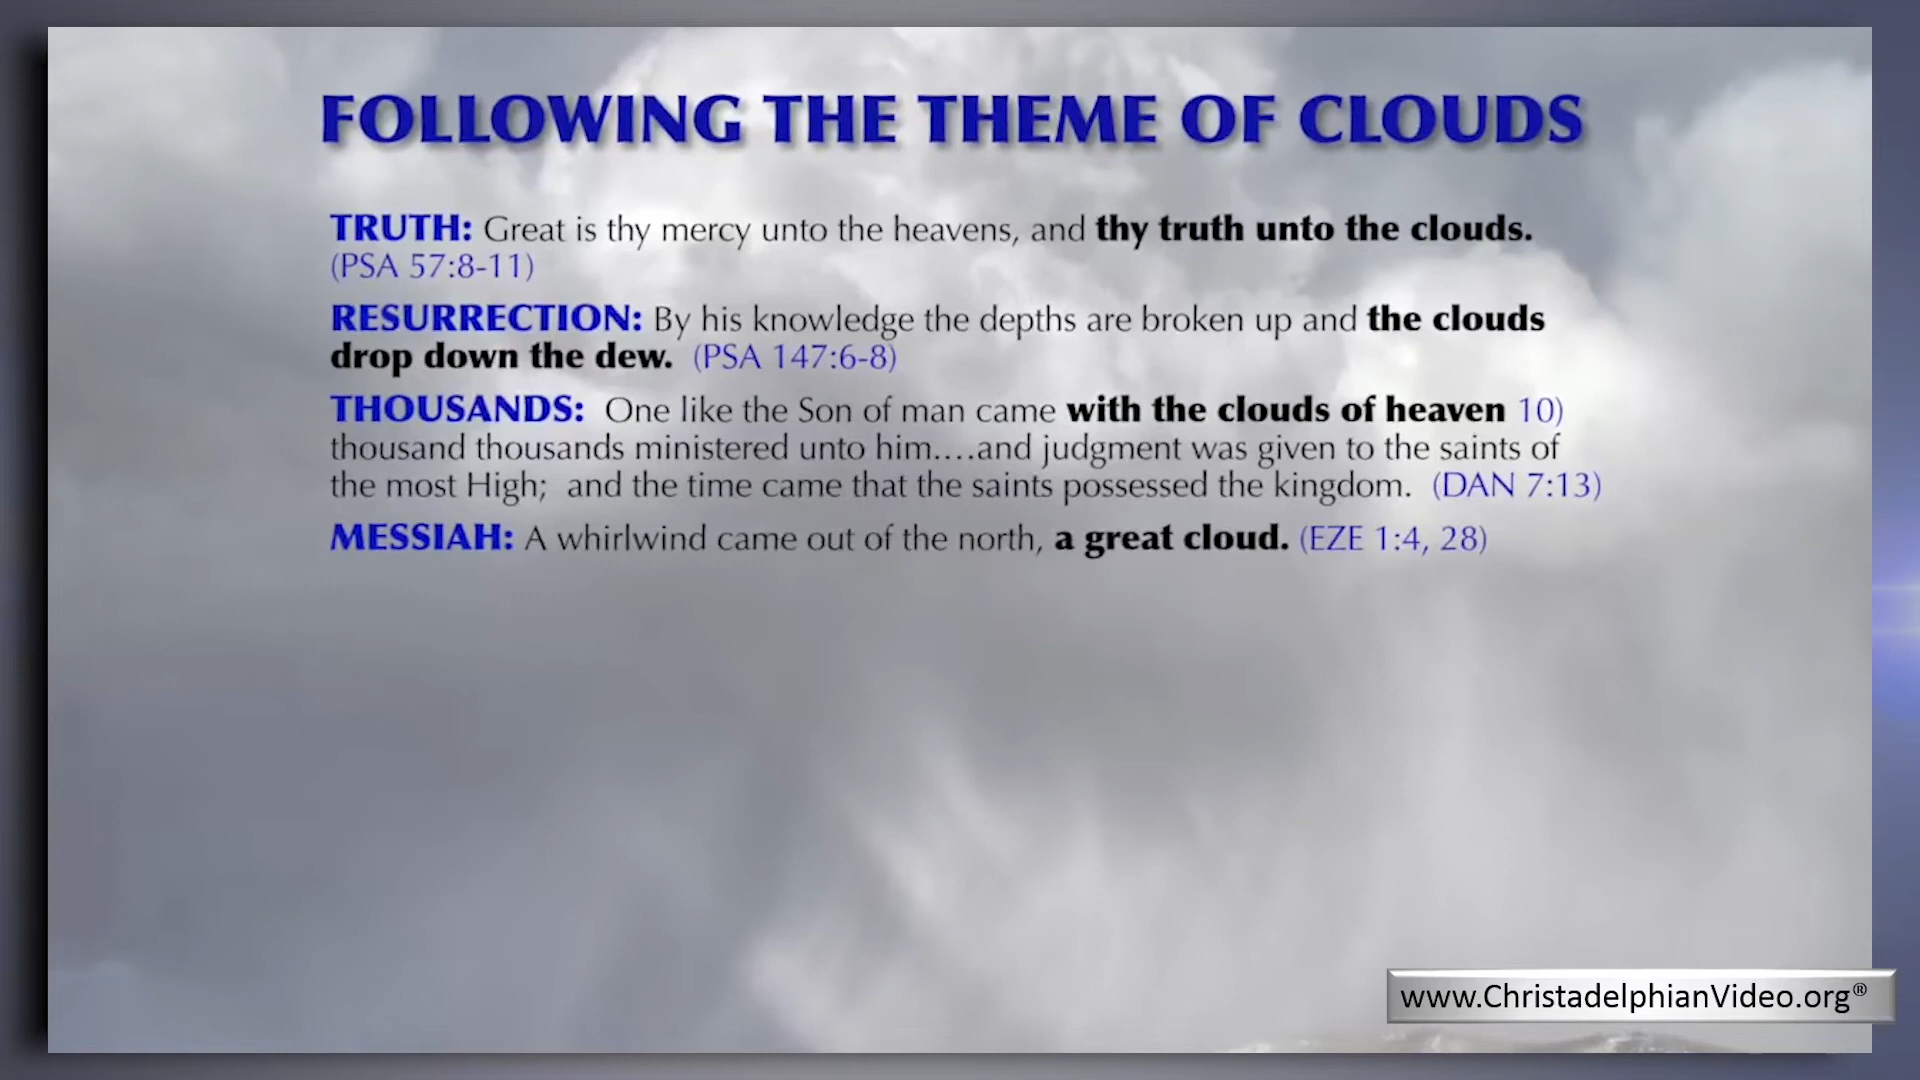 FOLLOWING THE THEME OF CLOUDS
TRUTH: Great is thy mercy unto the heavens, and thy truth unto the clouds.
(PSA 57:8-11)
RESURRECTION: By his knowledge the depths are broken up and the clouds
drop down the dew. (PSA 147:6-8)
THOUSANDS: One like the Son of man came with the clouds of heaven 10)
thousand thousands ministered unto him....and judgment was given to the saints of
the most High; and the time came that the saints possessed the kingdom. (DAN 7:13)
MESSIAH: A whirlwind came out of the north, a great cloud. (EZE 1:4, 28)
www.ChristadelphianVideo.org®